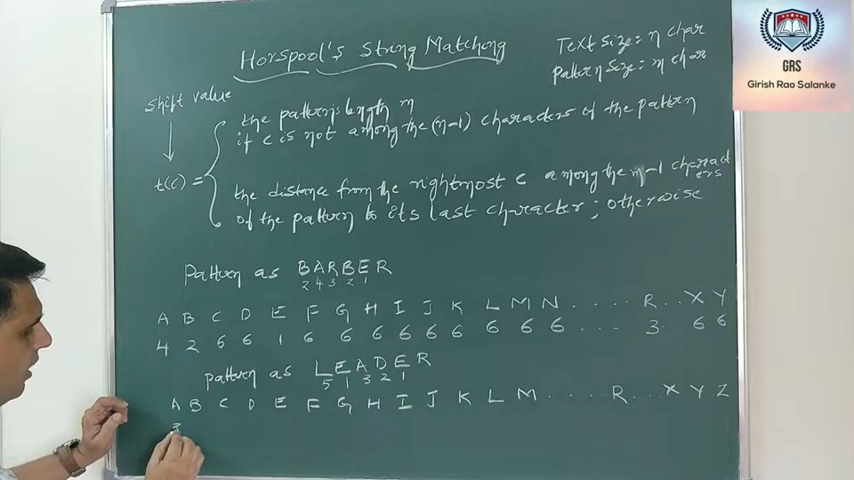 Horspool's String Matching
Text Size: n char
Pattern Size: m char
GRS
Girish Rao Salanke
shift value
t(c) =
the pattern's length m
if c is not among the (m-1) characters of the pattern
the distance from the rightmost c among the m-1 characters
of the pattern to its last character; otherwise
Pattern as BARBER
2 4 3 2 1
A B C D E F G H I J K L M N . . . . R . . X Y
4 2 6 6 1 6 6 6 6 6 6 6 6 6 . . . . 3 6 6
pattern as LEADER
5 1 3 2 1
A B C D E F G H I J K L M . . . . R . . . X Y Z
3